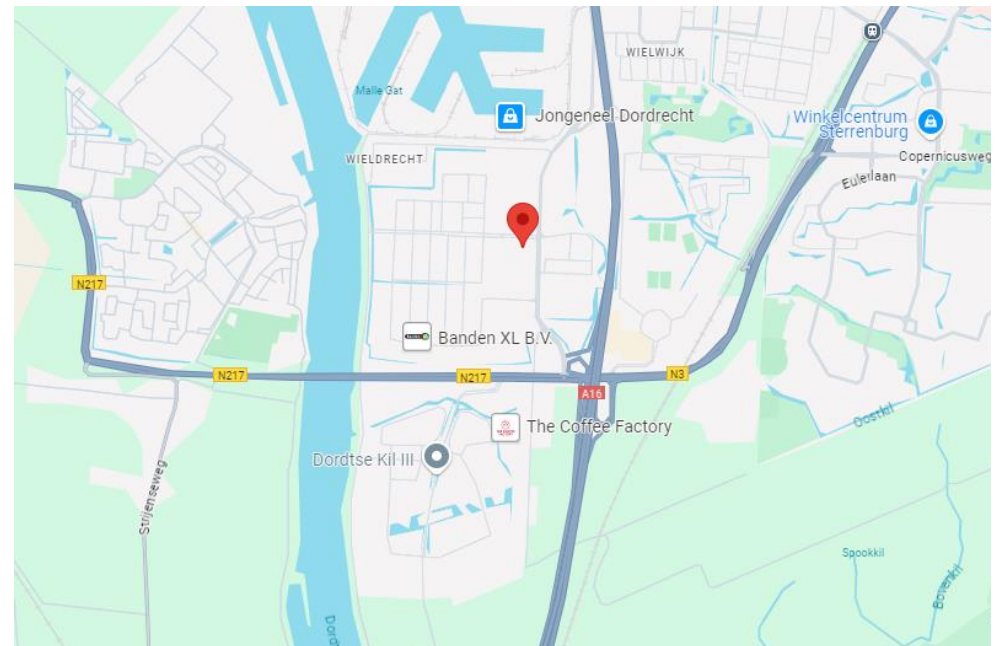 WIELWIJK
Malle Gat
Jongeneel Dordrecht
Winkelcentrum
Sterrenburg
WIELDRECHT
Copernicusweg
Eulerlaan
N217
Banden XL B.V.
N217
N217
N3
A16
The Coffee Factory
Oostkil
Dordtse Kil III
Strijenseweg
Spookkil
Bovenkil